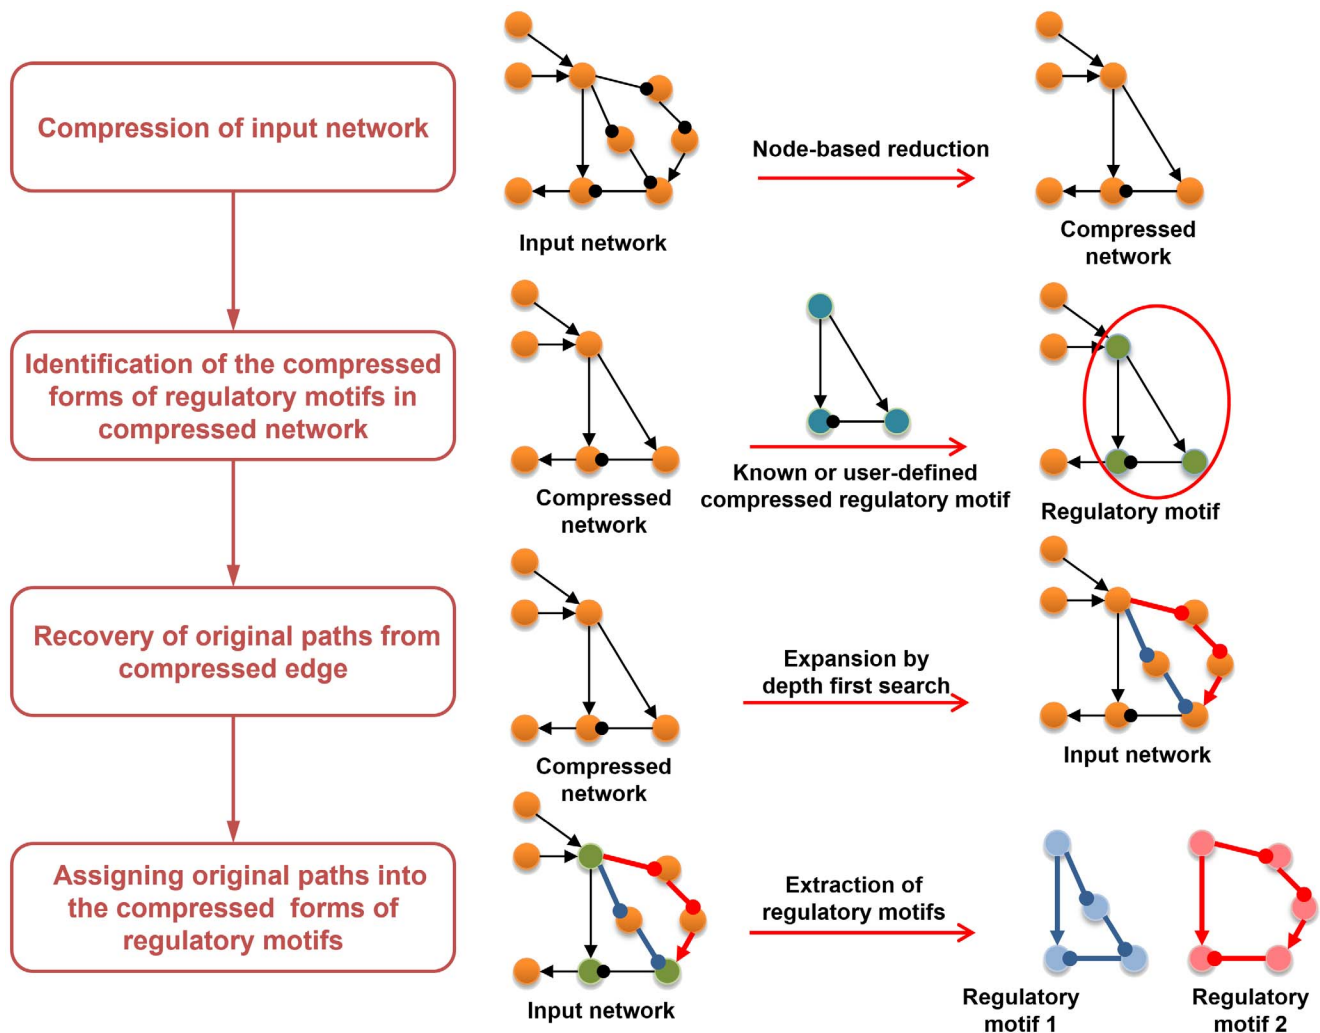 Compression of input network
Input network
Node-based reduction
Compressed
network
Identification of the compressed
forms of regulatory motifs in
compressed network
Compressed
network
Known or user-defined
compressed regulatory motif
Regulatory motif
Recovery of original paths from
compressed edge
Compressed
network
Expansion by
depth first search
Input network
Assigning original paths into
the compressed forms of
regulatory motifs
Input network
Extraction of
regulatory motifs
Regulatory
motif 1
Regulatory
motif 2